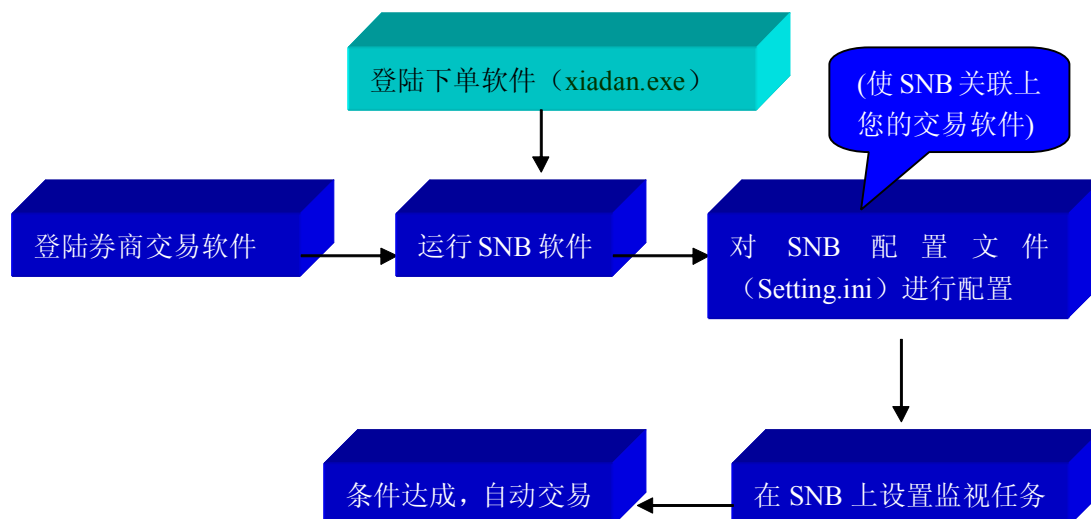 登陆下单软件（xiadan.exe）
(使 SNB 关联上
您的交易软件)
登陆券商交易软件
运行 SNB 软件
对 SNB 配置文件
（Setting.ini）进行配置
条件达成，自动交易
在 SNB 上设置监视任务